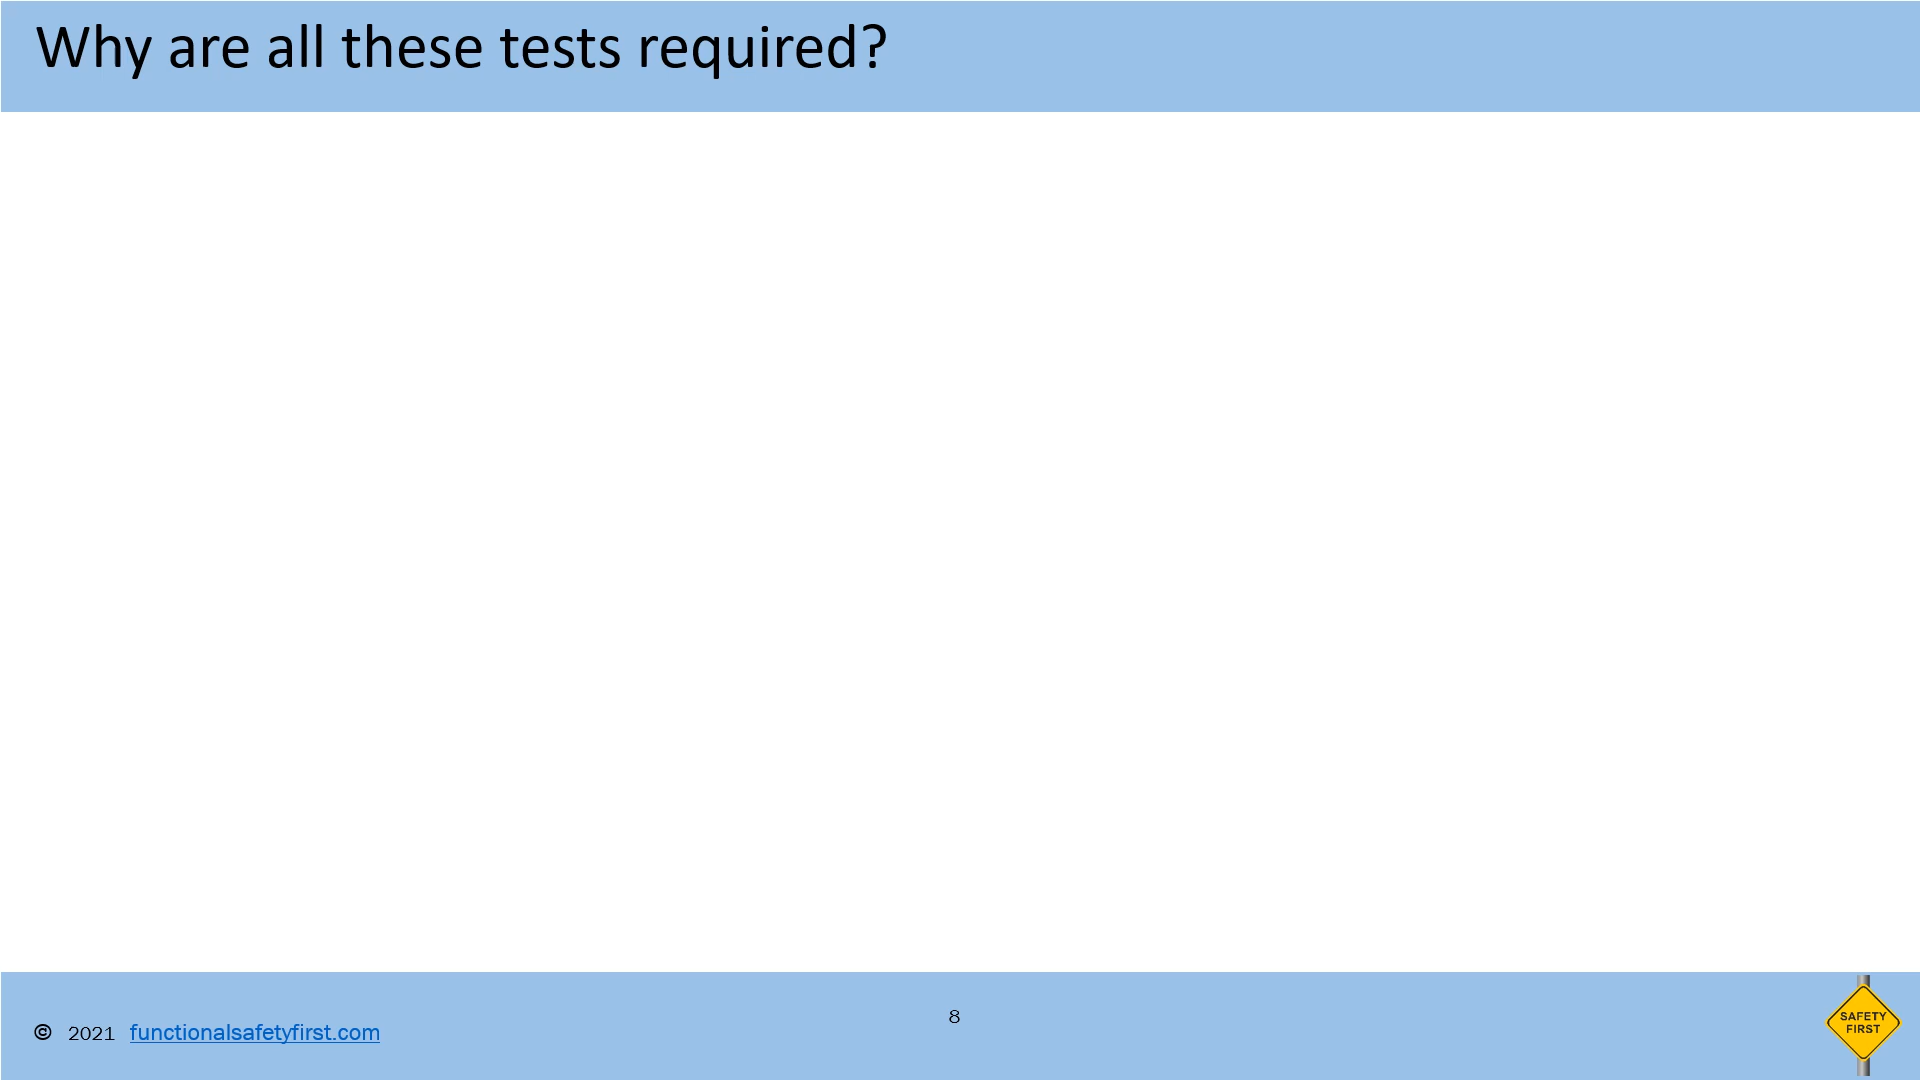 Why are all these tests required?
8
© 2021 functionalsafetyfirst.com
SAFETY
FIRST